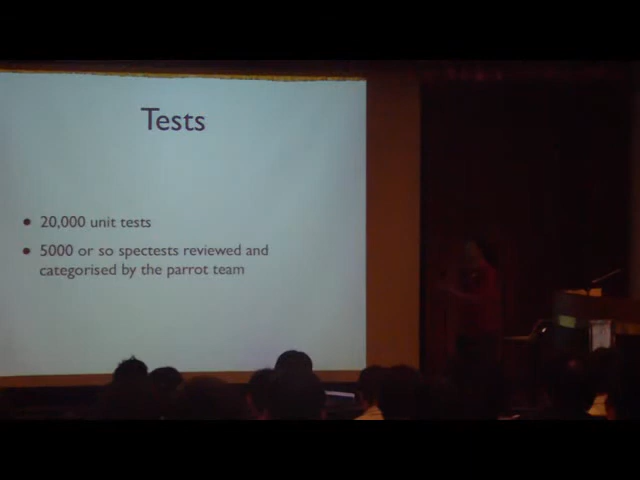 Tests
• 20,000 unit tests
• 5000 or so spectests reviewed and
categorised by the parrot team